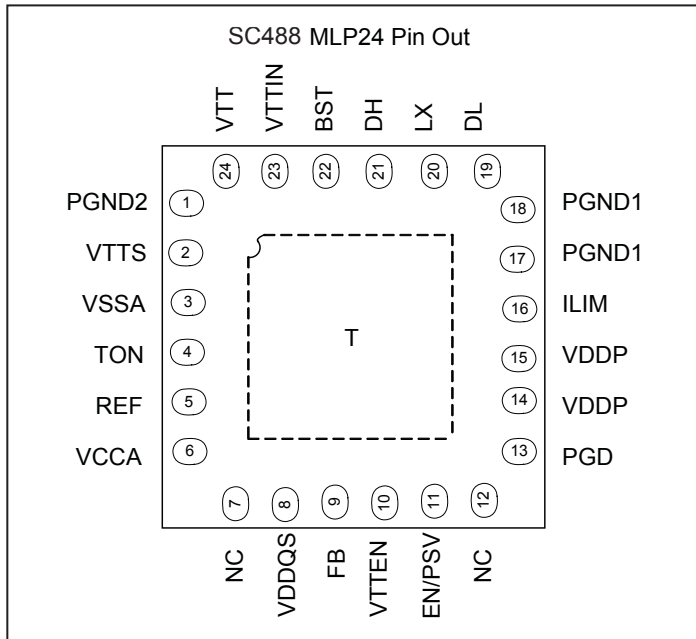 SC488 MLP24 Pin Out
VTT
VTTIN
BST
DH
LX
DL
24
23
22
21
20
19
PGND2
1
18
PGND1
VTTS
2
17
PGND1
VSSA
3
16
ILIM
TON
4
T
15
VDDP
REF
5
14
VDDP
VCCA
6
13
PGD
7
8
9
10
11
12
NC
VDDQS
FB
VTTEN
EN/PSV
NC